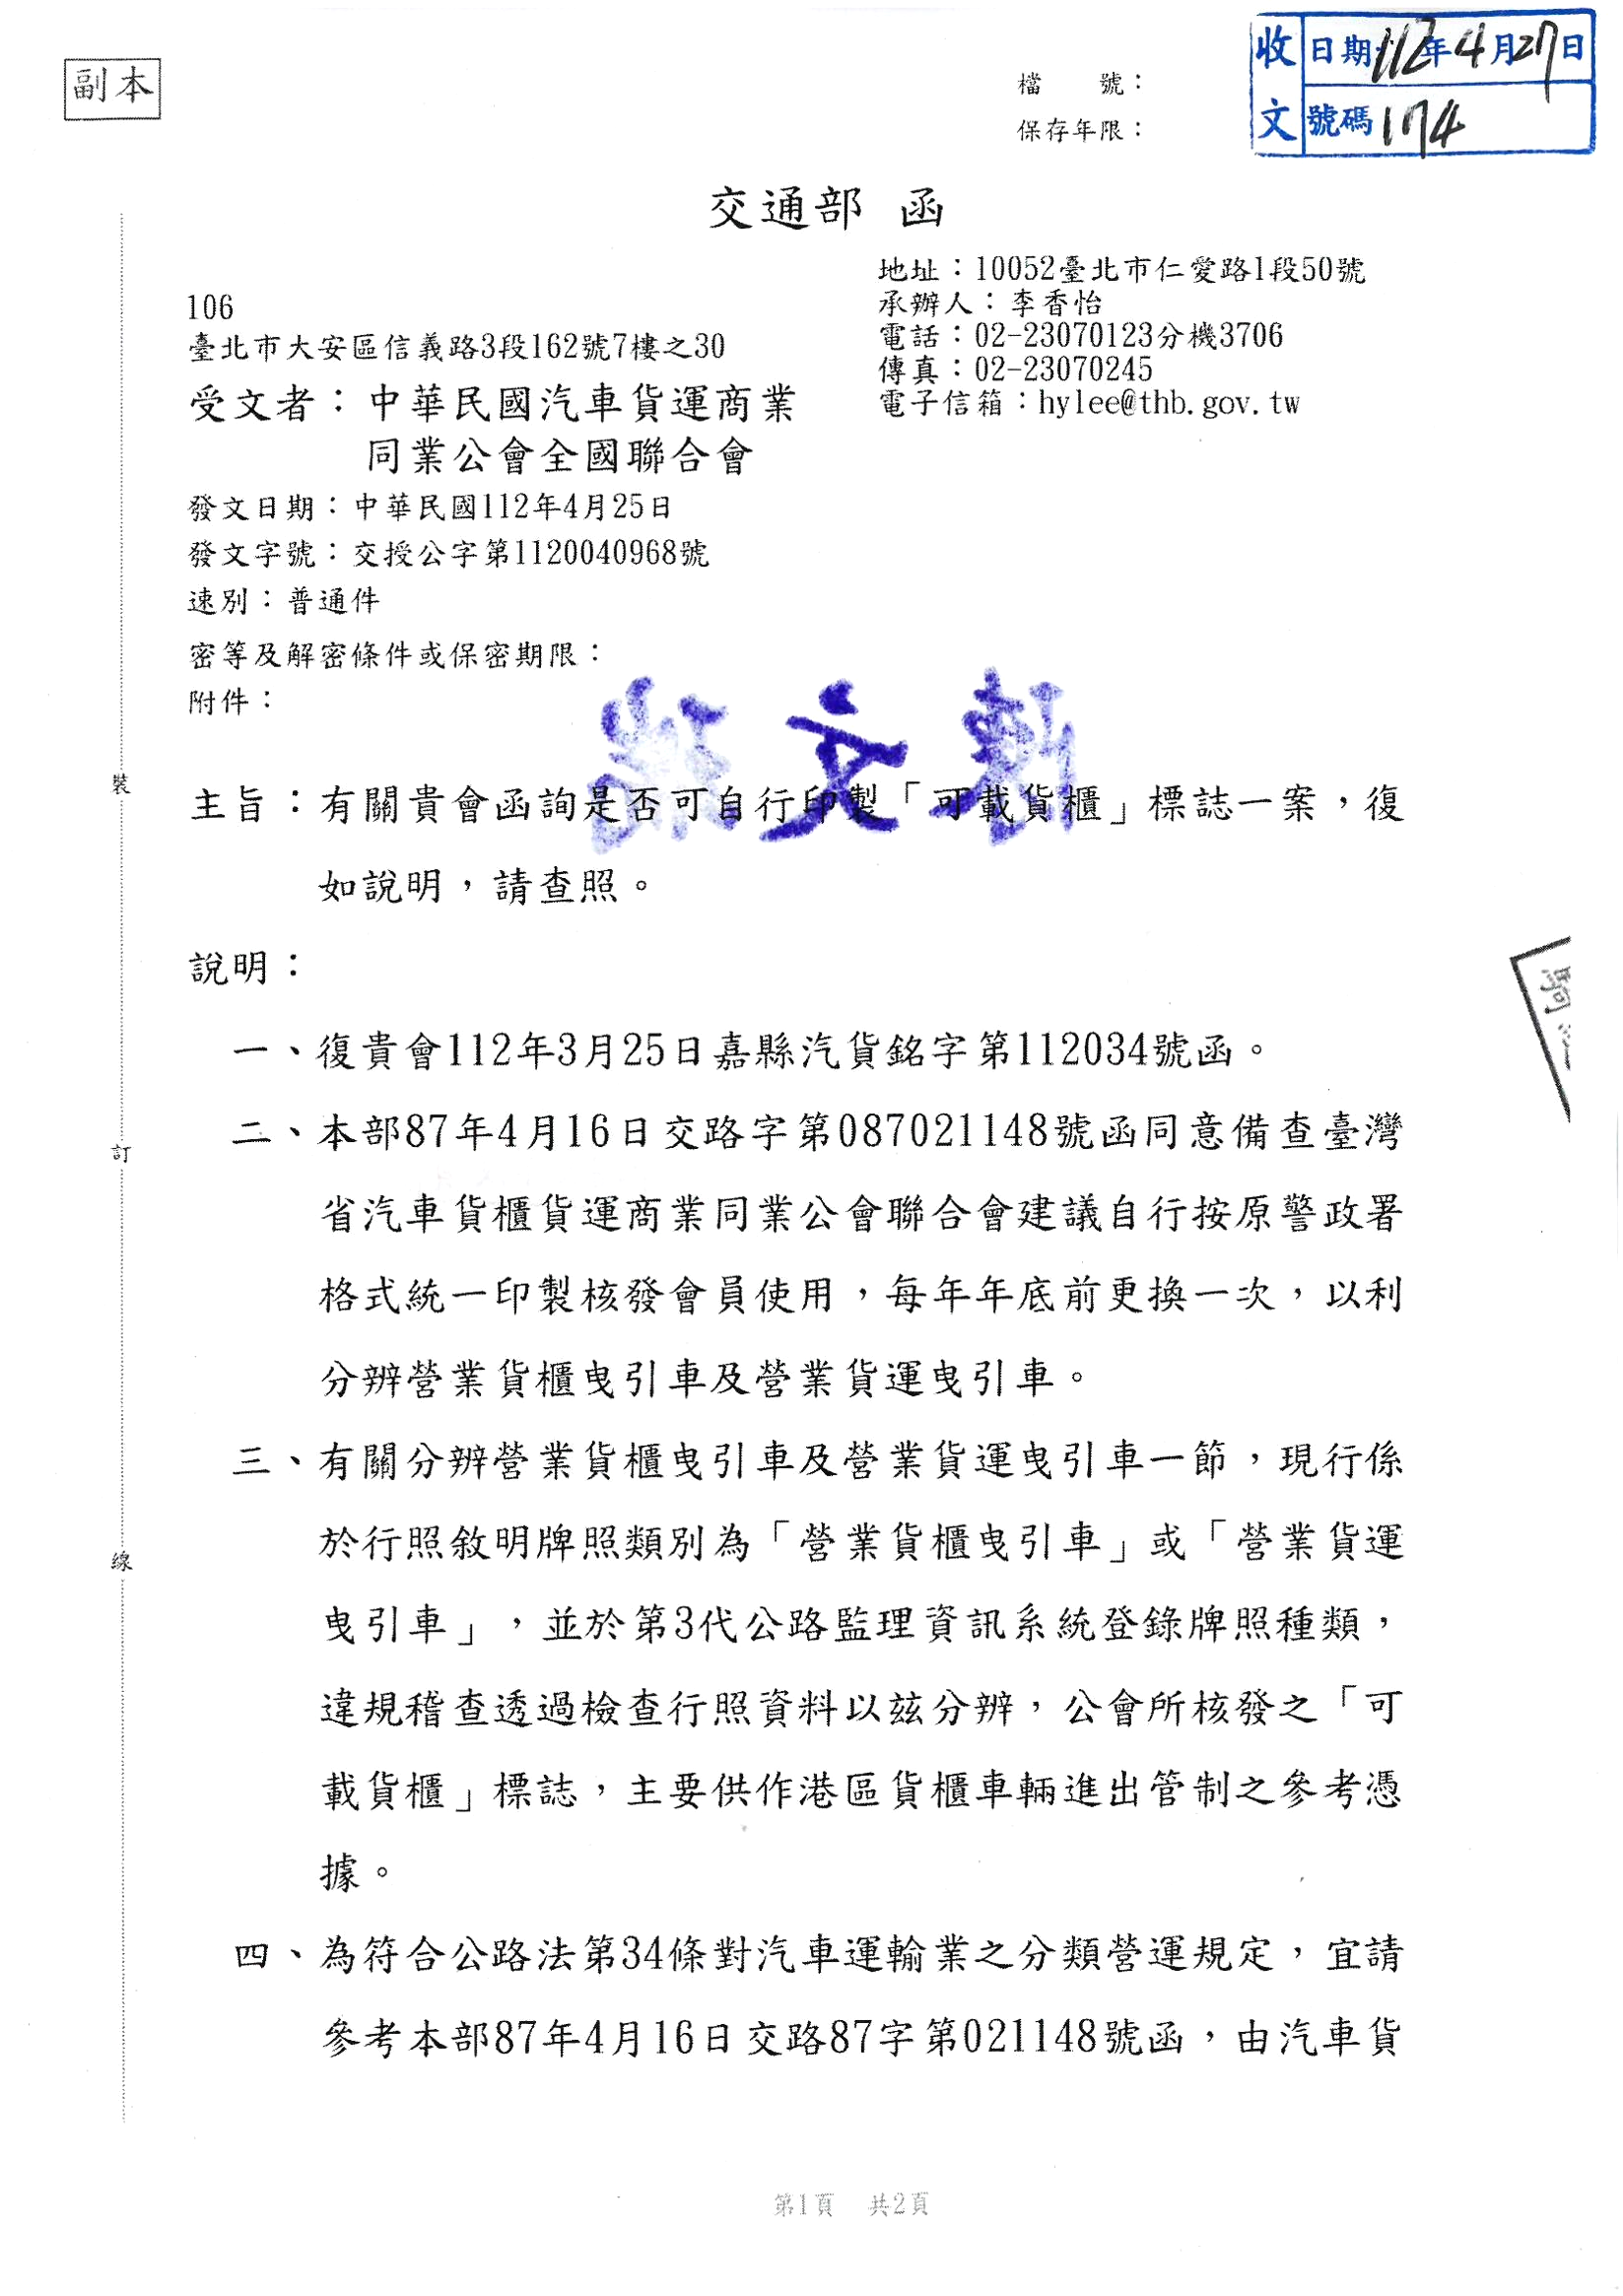 副本
檔　　號：
保存年限：
收文 日期 112年4月27日
號碼 174
交通部 函
地址：10052臺北市仁愛路1段50號
承辦人：李香怡
電話：02-23070123分機3706
傳真：02-23070245
電子信箱：hylee@thb.gov.tw
106
臺北市大安區信義路3段162號7樓之30
受文者：中華民國汽車貨運商業
同業公會全國聯合會
發文日期：中華民國112年4月25日
發文字號：交授公字第1120040968號
速別：普通件
密等及解密條件或保密期限：
附件：
主旨：有關貴會函詢是否可自行印製「可載貨櫃」標誌一案，復
如說明，請查照。
說明：
一、復貴會112年3月25日嘉縣汽貨銘字第112034號函。
二、本部87年4月16日交路字第087021148號函同意備查臺灣
省汽車貨櫃貨運商業同業公會聯合會建議自行按原警政署
格式統一印製核發會員使用，每年年底前更換一次，以利
分辨營業貨櫃曳引車及營業貨運曳引車。
三、有關分辨營業貨櫃曳引車及營業貨運曳引車一節，現行係
於行照敘明牌照類別為「營業貨櫃曳引車」或「營業貨運
曳引車」，並於第3代公路監理資訊系統登錄牌照種類，
違規稽查透過檢查行照資料以茲分辨，公會所核發之「可
載貨櫃」標誌，主要供作港區貨櫃車輛進出管制之參考憑
據。
四、為符合公路法第34條對汽車運輸業之分類營運規定，宜請
參考本部87年4月16日交路87字第021148號函，由汽車貨
裝
訂
線
第1頁　共2頁